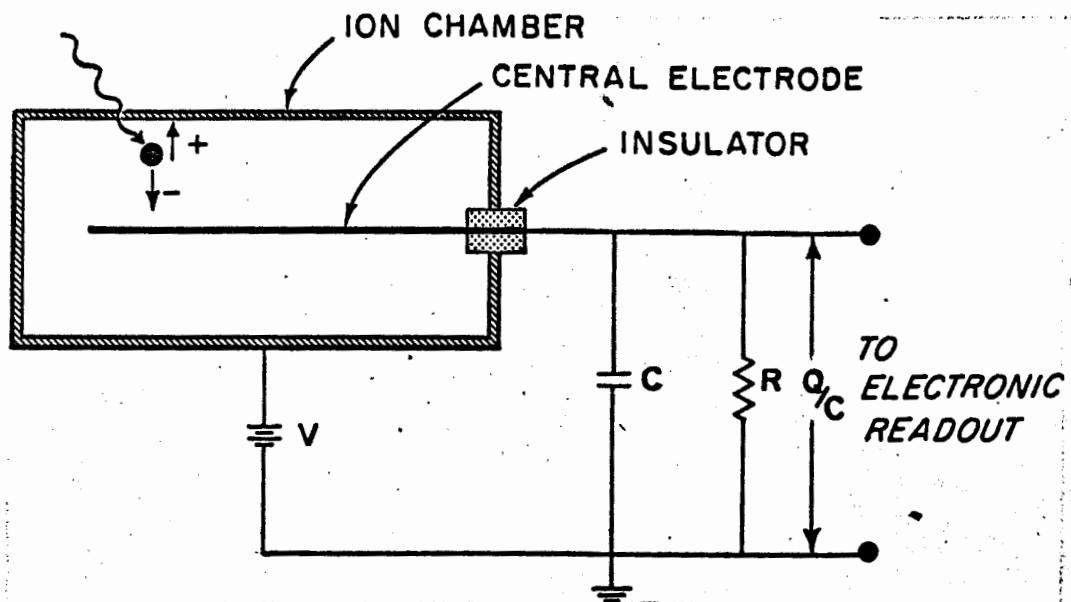 ION CHAMBER
CENTRAL ELECTRODE
INSULATOR
+
-
V
C
R
Q/C
TO
ELECTRONIC
READOUT